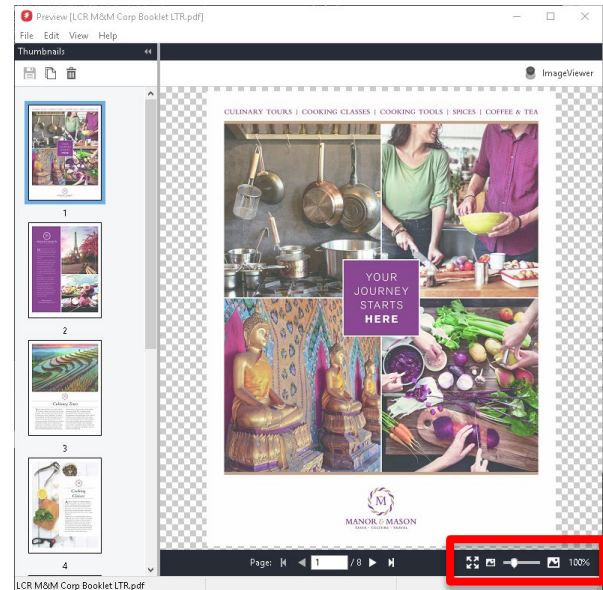 Preview [LCR M&M Corp Booklet LTR.pdf]
File Edit View Help
Thumbnails
ImageViewer
1
2
Culinary Tours
3
Cooking
Classes
4
CULINARY TOURS | COOKING CLASSES | COOKING TOOLS | SPICES | COFFEE & TEA
YOUR
JOURNEY
STARTS
HERE
M
MANOR & MASON
Page: 1 / 8
100%
LCR M&M Corp Booklet LTR.pdf